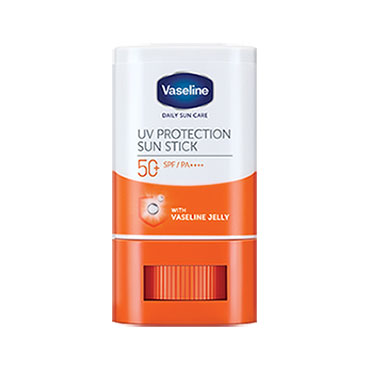 Vaseline
DAILY SUN CARE
UV PROTECTION
SUN STICK
50+ SPF / PA++++
WITH
VASELINE JELLY